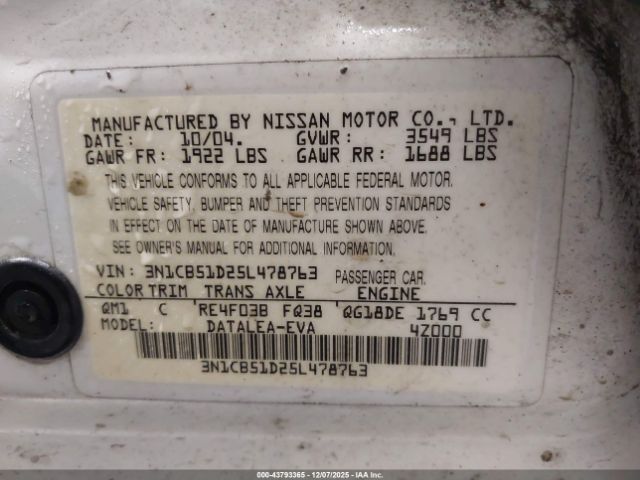 MANUFACTURED BY NISSAN MOTOR CO., LTD.
DATE: 10/04. GVWR: 3549 LBS
GAWR FR: 1922 LBS GAWR RR: 1688 LBS
THIS VEHICLE CONFORMS TO ALL APPLICABLE FEDERAL MOTOR.
VEHICLE SAFETY, BUMPER AND THEFT PREVENTION STANDARDS
IN EFFECT ON THE DATE OF MANUFACTURE SHOWN ABOVE.
SEE OWNER'S MANUAL FOR ADDITIONAL INFORMATION.
VIN: 3N1CB51D25L478763 PASSENGER CAR.
COLOR TRIM TRANS AXLE ENGINE
QM1 C RE4F03B FQ38 QG18DE 1769 CC
MODEL: DATALEA-EVA 4Z000
3N1CB51D25L478763
000-43793365 - 12/07/2025 - IAAI.COM